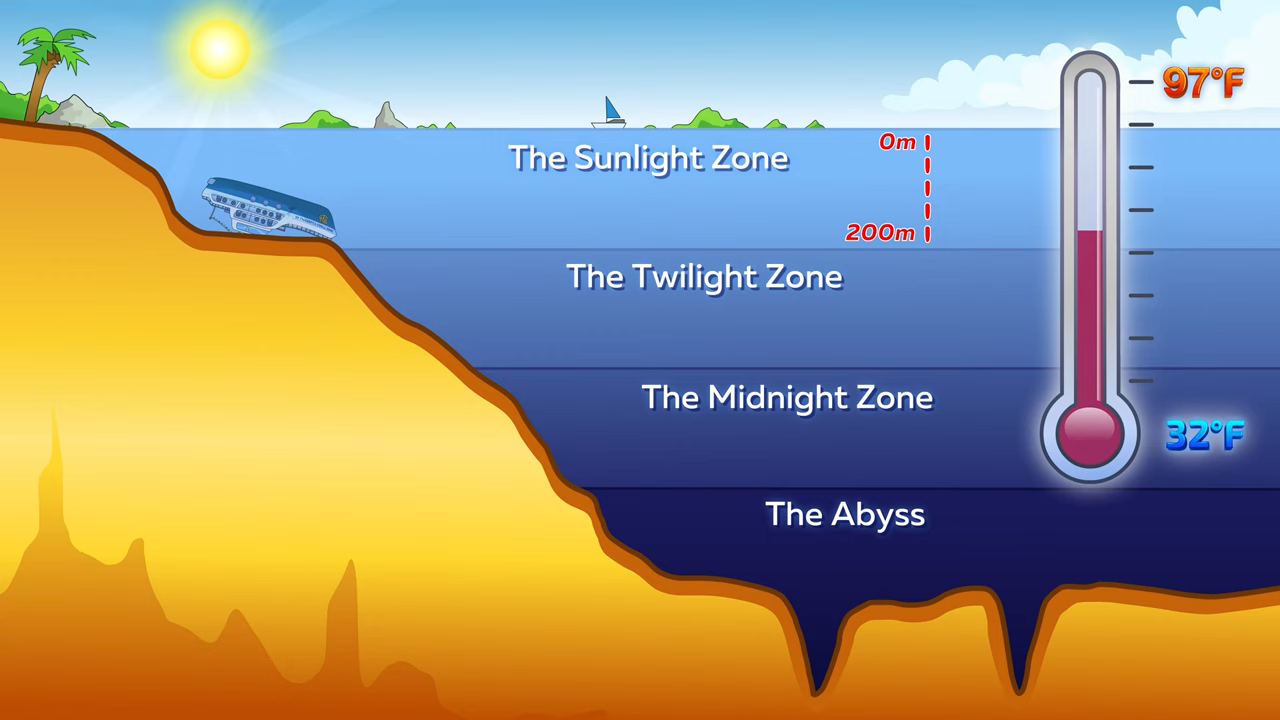 97°F
The Sunlight Zone
0m
200m
The Twilight Zone
The Midnight Zone
32°F
The Abyss